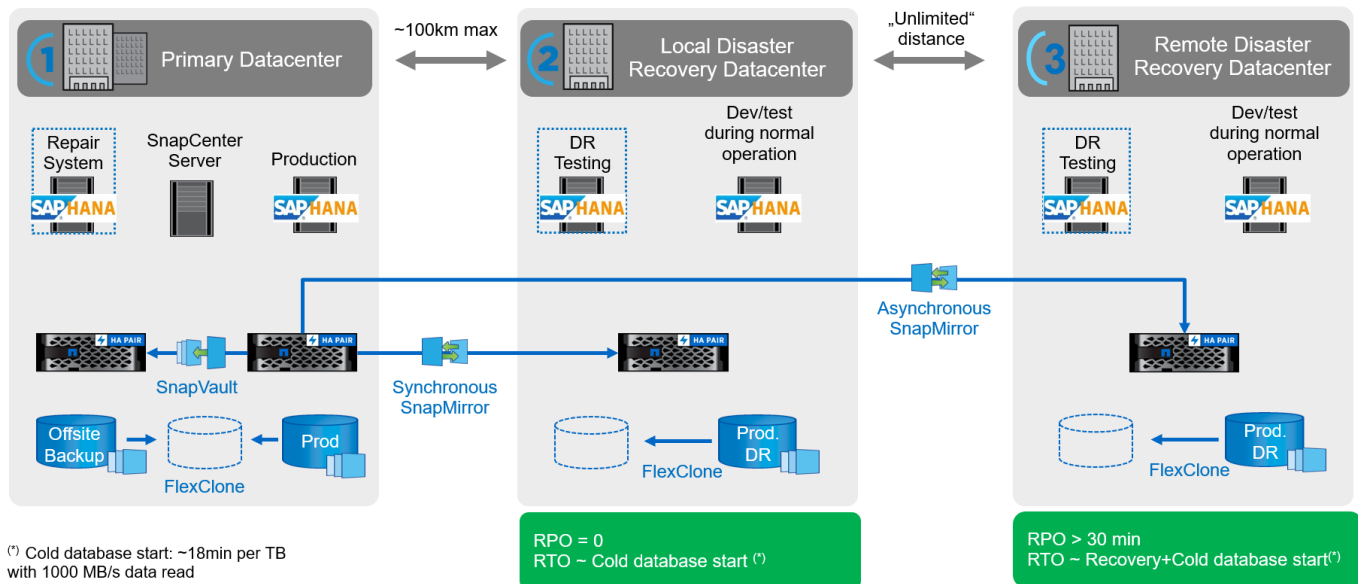 1
Primary Datacenter
~100km max
2
Local Disaster
Recovery Datacenter
„Unlimited“
distance
3
Remote Disaster
Recovery Datacenter
Repair
System
SAP HANA
SnapCenter
Server
Production
SAP HANA
DR
Testing
SAP HANA
Dev/test
during normal
operation
SAP HANA
DR
Testing
SAP HANA
Dev/test
during normal
operation
SAP HANA
Asynchronous
SnapMirror
HA PAIR
SnapVault
HA PAIR
Synchronous
SnapMirror
HA PAIR
HA PAIR
Offsite
Backup
FlexClone
Prod
FlexClone
Prod.
DR
FlexClone
Prod.
DR
(*) Cold database start: ~18min per TB
with 1000 MB/s data read
RPO = 0
RTO ~ Cold database start (*)
RPO > 30 min
RTO ~ Recovery+Cold database start(*)